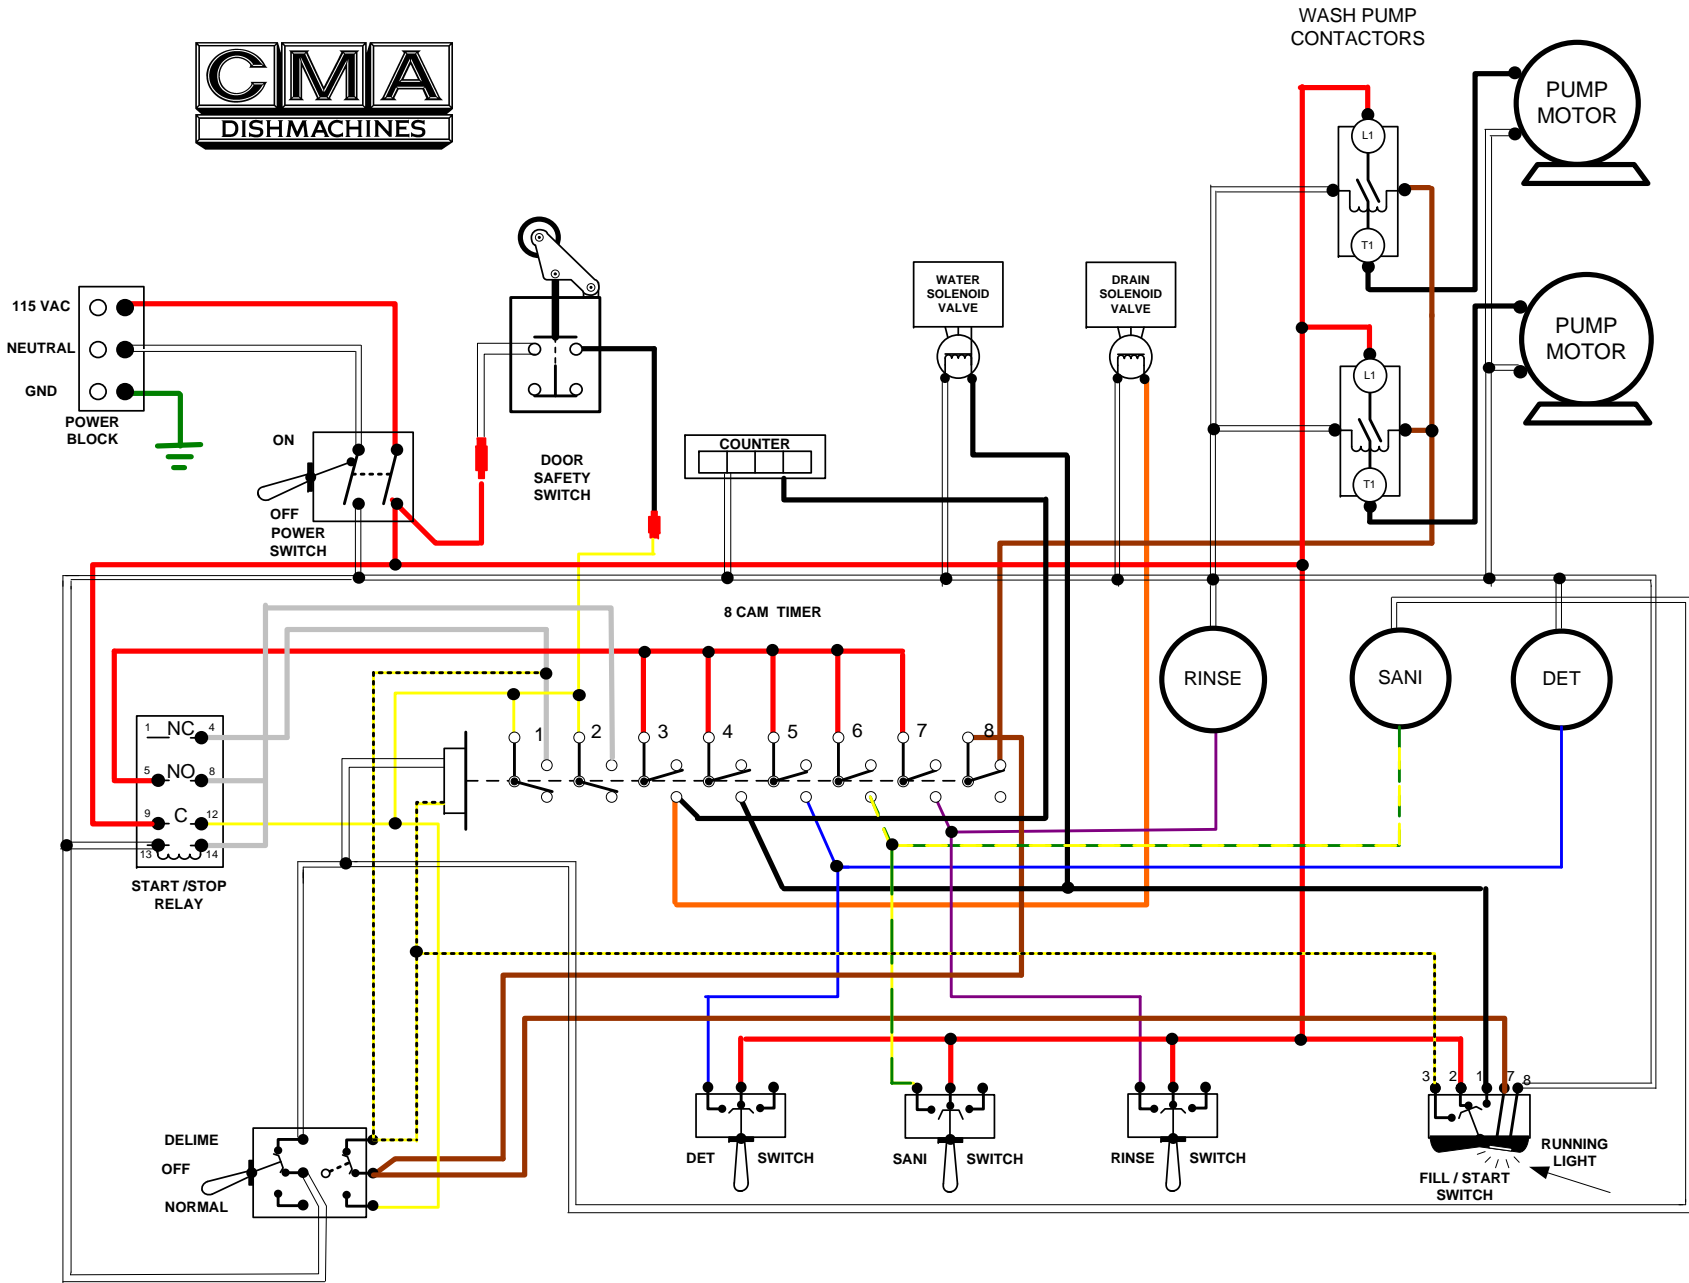 WASH PUMP
CONTACTORS
CMA
DISHMACHINES
PUMP
MOTOR
L1
T1
WATER
SOLENOID
VALVE
DRAIN
SOLENOID
VALVE
115 VAC
NEUTRAL
GND
POWER
BLOCK
PUMP
MOTOR
L1
T1
ON
OFF
POWER
SWITCH
DOOR
SAFETY
SWITCH
COUNTER
8 CAM TIMER
RINSE
SANI
DET
1 NC 4
5 NO 8
9 C 12
13 14
START /STOP
RELAY
1 2 3 4 5 6 7 8
3 2 1 7 8
DELIME
OFF
NORMAL
DET SWITCH
SANI SWITCH
RINSE SWITCH
RUNNING
LIGHT
FILL / START
SWITCH